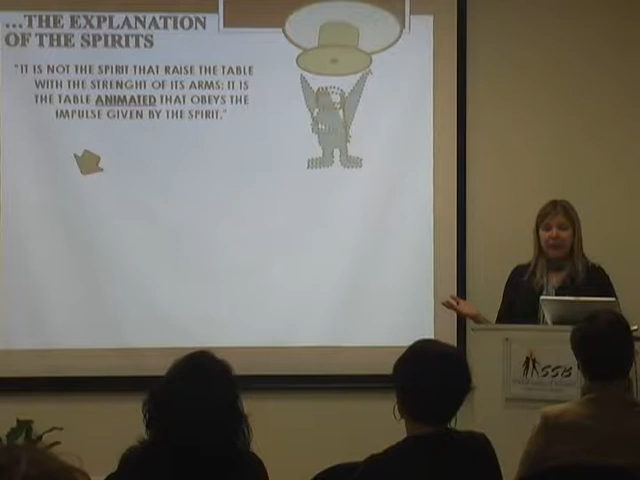 ...THE EXPLANATION
OF THE SPIRITS
"IT IS NOT THE SPIRIT THAT RAISE THE TABLE
WITH THE STRENGHT OF ITS ARMS: IT IS
THE TABLE ANIMATED THAT OBEYS THE
IMPULSE GIVEN BY THE SPIRIT."
SSB